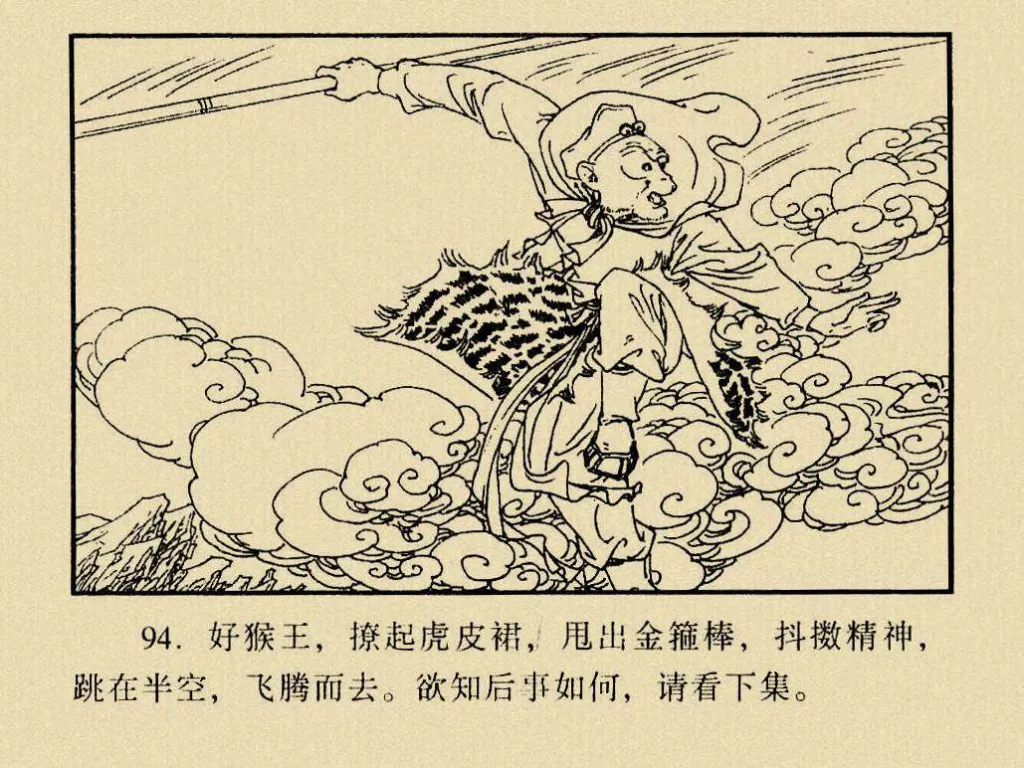 94. 好猴王，撩起虎皮裙，甩出金箍棒，抖擞精神，
跳在半空，飞腾而去。欲知后事如何，请看下集。